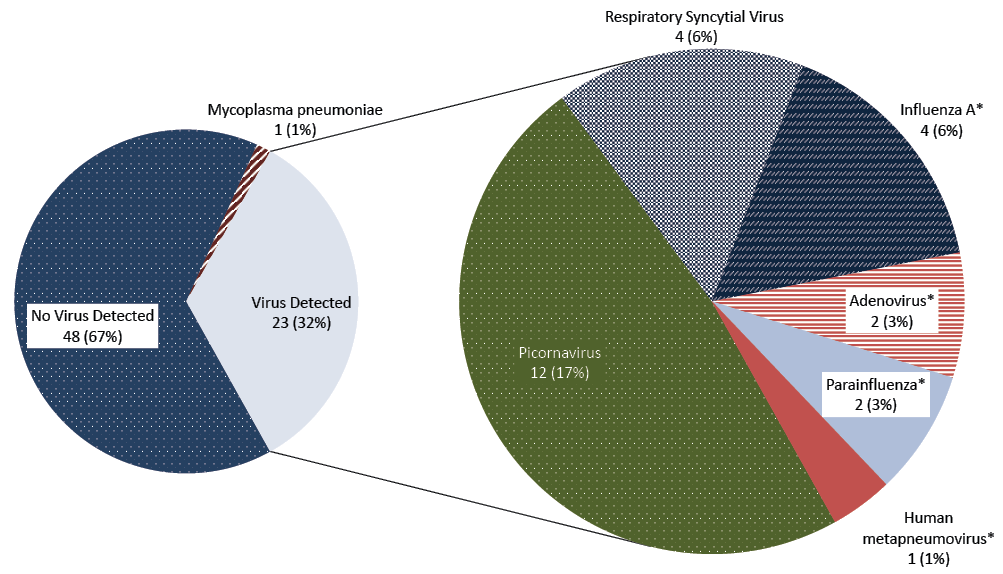 Respiratory Syncytial Virus
4 (6%)
Mycoplasma pneumoniae
1 (1%)
Influenza A*
4 (6%)
No Virus Detected
48 (67%)
Virus Detected
23 (32%)
Adenovirus*
2 (3%)
Picornavirus
12 (17%)
Parainfluenza*
2 (3%)
Human
metapneumovirus*
1 (1%)